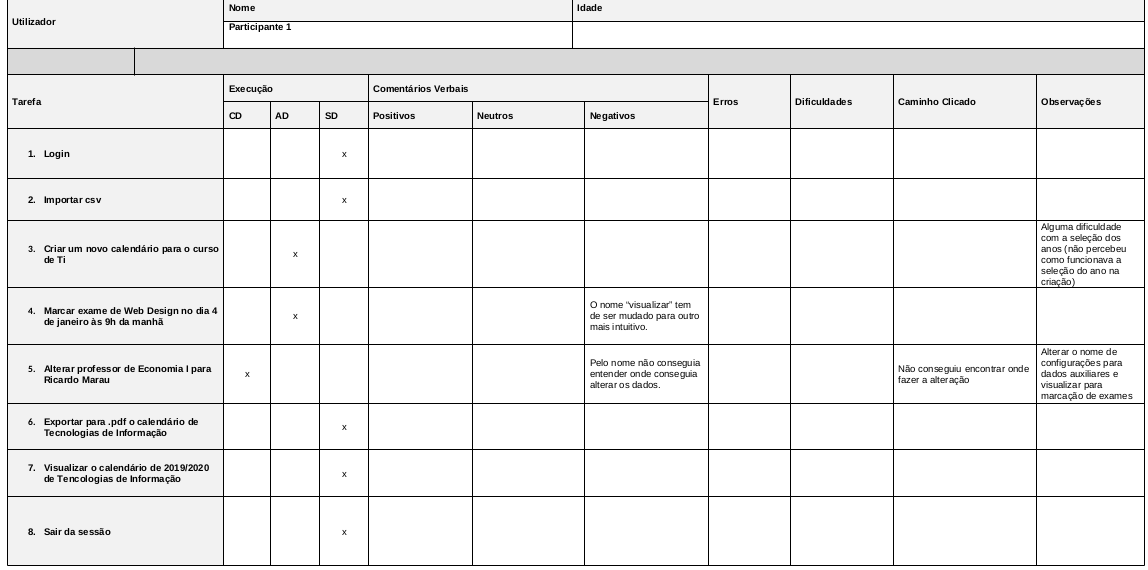 Utilizador
Nome
Idade
Participante 1
Tarefa
Execução
Comentários Verbais
Erros
Dificuldades
Caminho Clicado
Observações
CD
AD
SD
Positivos
Neutros
Negativos
1. Login
x
2. Importar csv
x
3. Criar um novo calendário para o curso
de Ti
x
Alguma dificuldade
com a seleção dos
anos (não percebeu
como funcionava a
seleção do ano na
criação)
4. Marcar exame de Web Design no dia 4
de janeiro às 9h da manhã
x
O nome “visualizar” tem
de ser mudado para outro
mais intuitivo.
5. Alterar professor de Economia I para
Ricardo Marau
x
Pelo nome não conseguia
entender onde conseguia
alterar os dados.
Não conseguiu encontrar onde
fazer a alteração
Alterar o nome de
configurações para
dados auxiliares e
visualizar para
marcação de exames
6. Exportar para .pdf o calendário de
Tecnologias de Informação
x
7. Visualizar o calendário de 2019/2020
de Tencologias de Informação
x
8. Sair da sessão
x